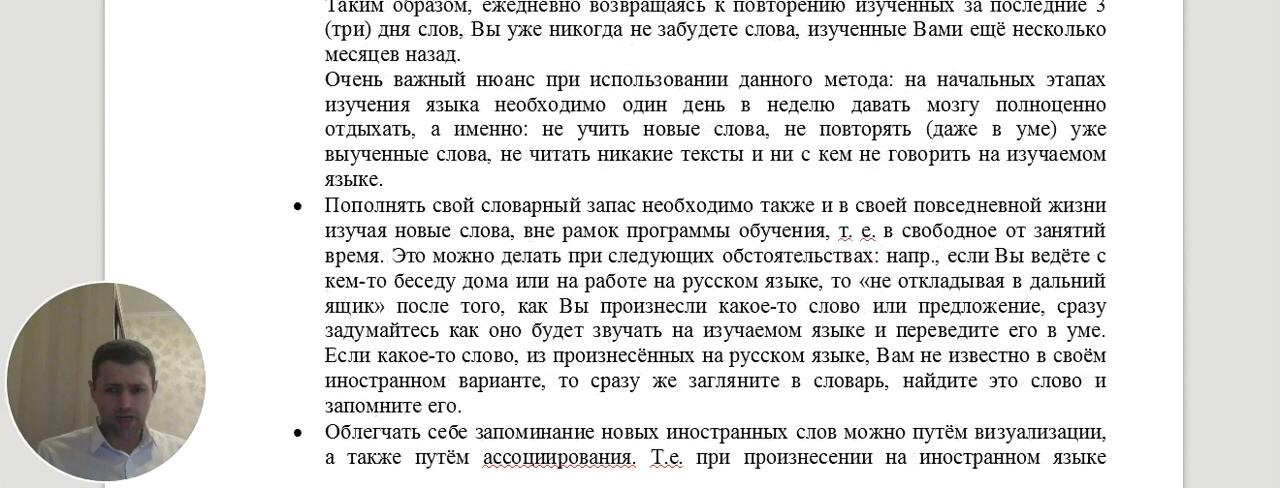 Таким образом, ежедневно возвращаясь к повторению изученных за последние 3
(три) дня слов, Вы уже никогда не забудете слова, изученные Вами ещё несколько
месяцев назад.
Очень важный нюанс при использовании данного метода: на начальных этапах
изучения языка необходимо один день в неделю давать мозгу полноценно
отдыхать, а именно: не учить новые слова, не повторять (даже в уме) уже
выученные слова, не читать никакие тексты и ни с кем не говорить на изучаемом
языке.
• Пополнять свой словарный запас необходимо также и в своей повседневной жизни
изучая новые слова, вне рамок программы обучения, т. е. в свободное от занятий
время. Это можно делать при следующих обстоятельствах: напр., если Вы ведёте с
кем-то беседу дома или на работе на русском языке, то «не откладывая в дальний
ящик» после того, как Вы произнесли какое-то слово или предложение, сразу
задумайтесь как оно будет звучать на изучаемом языке и переведите его в уме.
Если какое-то слово, из произнесённых на русском языке, Вам не известно в своём
иностранном варианте, то сразу же загляните в словарь, найдите это слово и
запомните его.
• Облегчать себе запоминание новых иностранных слов можно путём визуализации,
а также путём ассоциирования. Т.е. при произнесении на иностранном языке